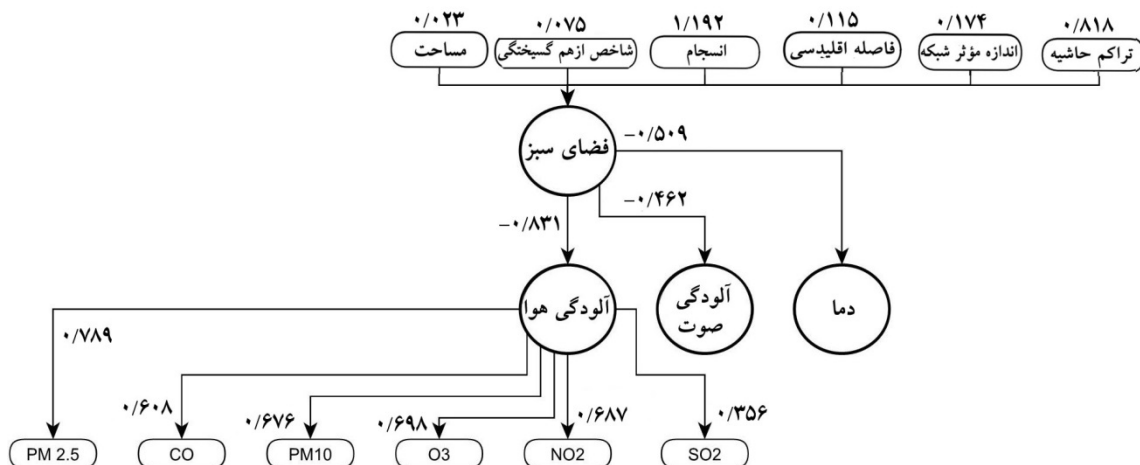 ۰/۸۱۸ ۰/۱۷۴ ۰/۱۱۵ ۱/۱۹۲ ۰/۰۷۵ ۰/۰۲۳
تراکم حاشیه اندازه مؤثر شبکه فاصله اقلیدسی انسجام شاخص ازهم گسیختگی مساحت
فضای سبز
−۰/۵۰۹
−۰/۴۶۲
−۰/۸۳۱
دما
آلودگی
صوت
آلودگی هوا
۰/۷۸۹
۰/۶۰۸
۰/۶۷۶
۰/۶۹۸
۰/۶۸۷
۰/۳۵۶
PM 2.5 CO PM10 O3 NO2 SO2